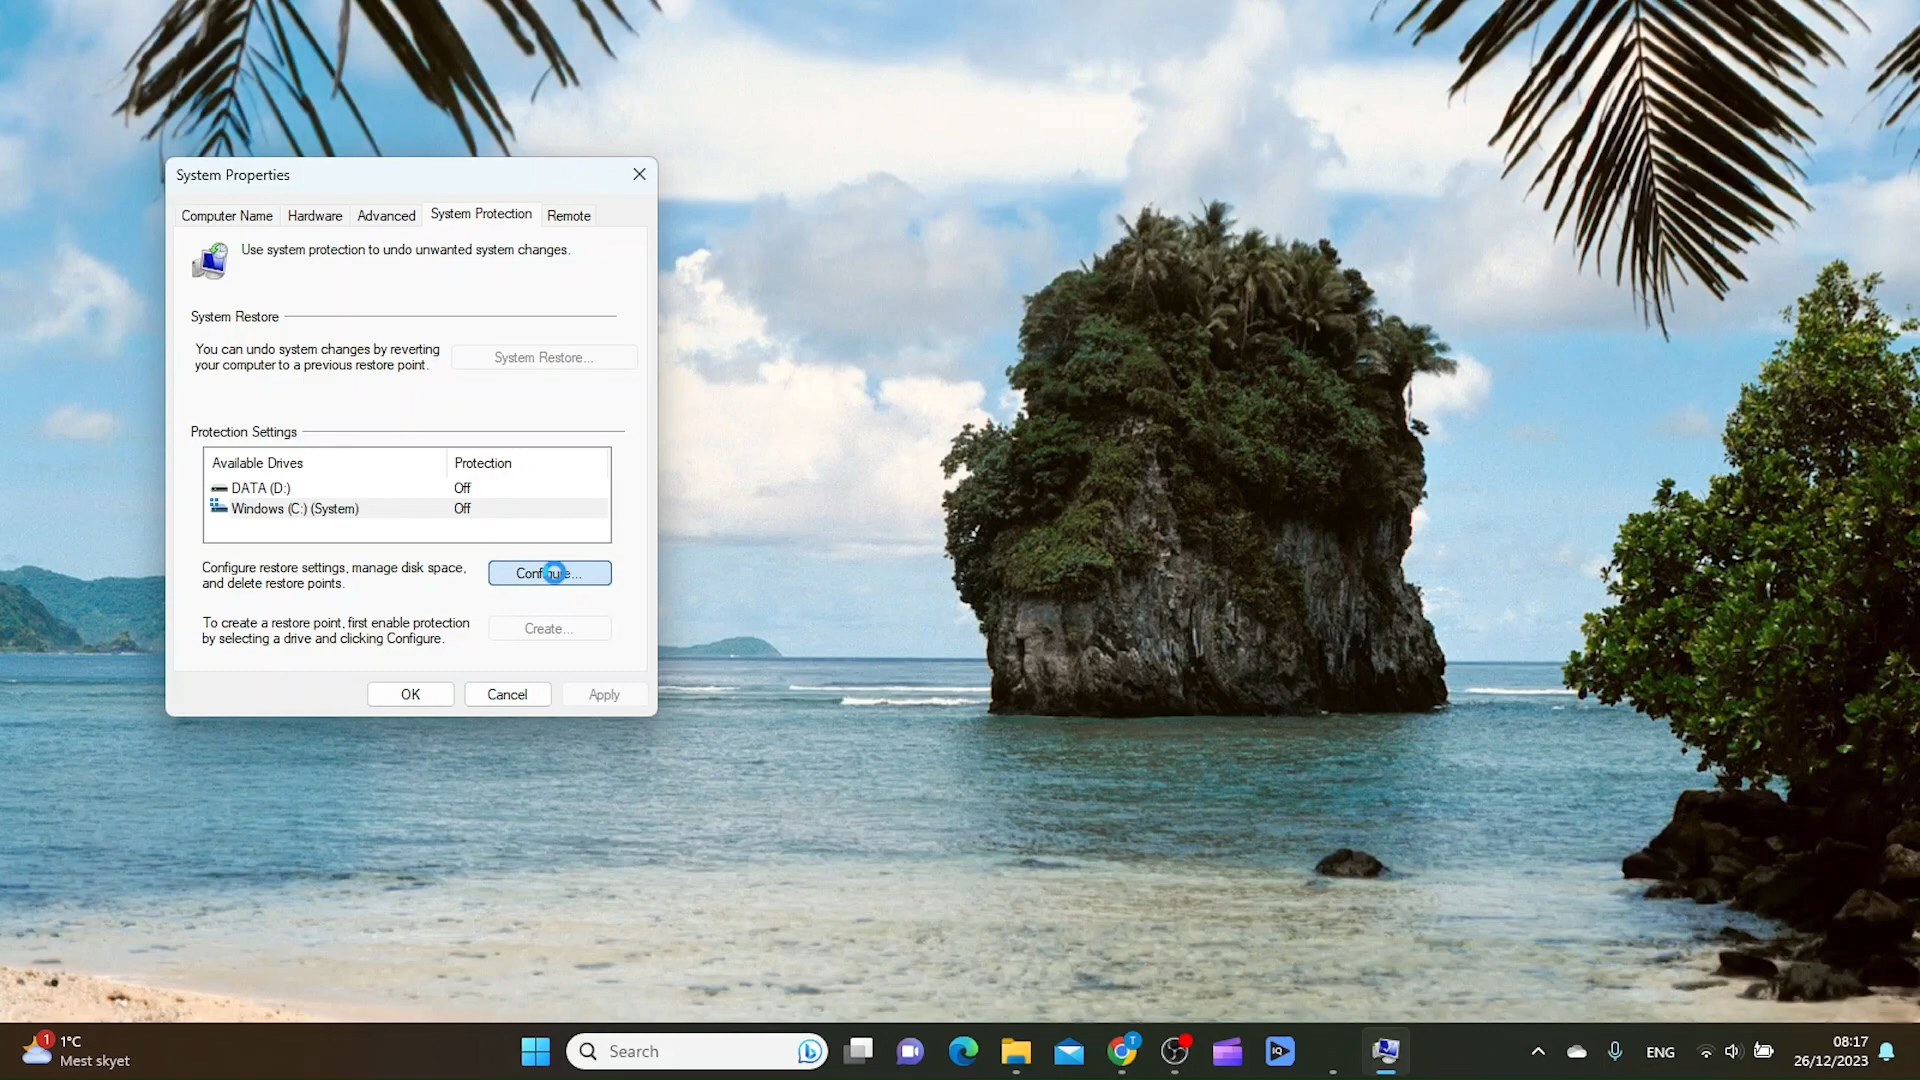 System Properties
Computer Name Hardware Advanced System Protection Remote
Use system protection to undo unwanted system changes.
System Restore
You can undo system changes by reverting
your computer to a previous restore point.
System Restore...
Protection Settings
Available Drives Protection
DATA (D:) Off
Windows (C:) (System) Off
Configure restore settings, manage disk space,
and delete restore points.
Configure...
To create a restore point, first enable protection
by selecting a drive and clicking Configure.
Create...
OK Cancel Apply
1
1°C
Mest skyet
Search
T
IQ
ENG
08:17
26/12/2023